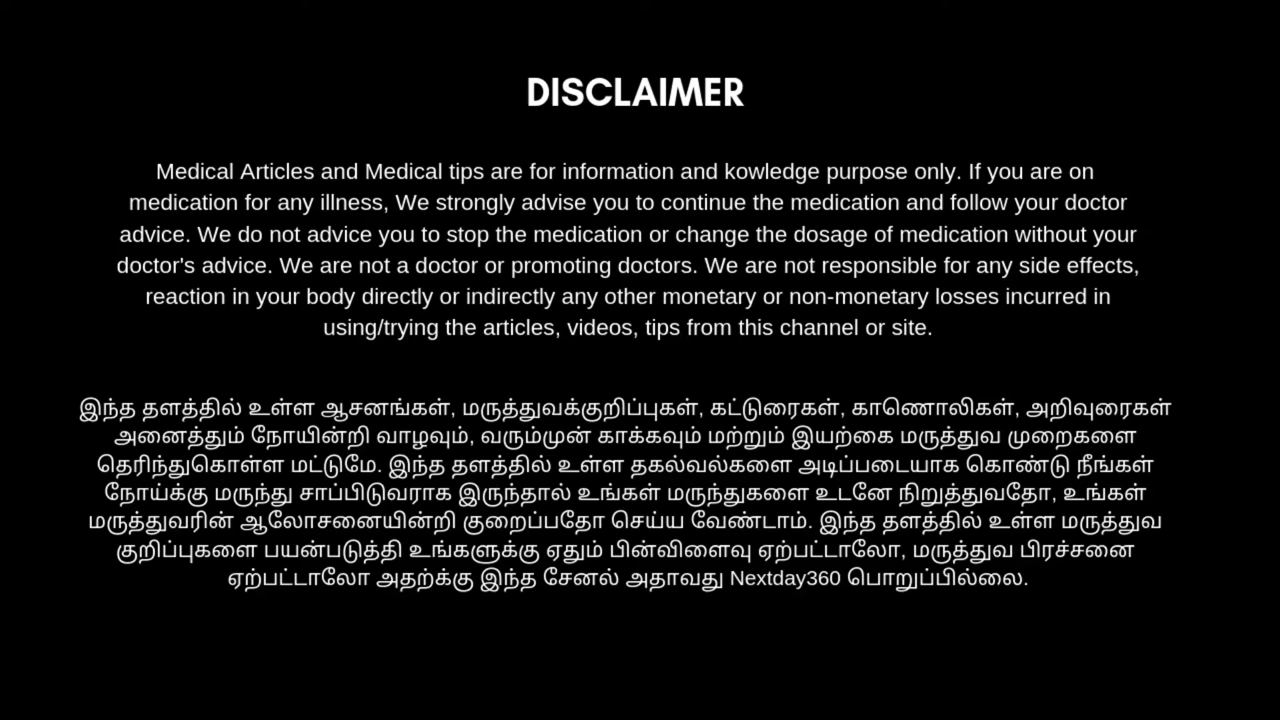 DISCLAIMER
Medical Articles and Medical tips are for information and kowledge purpose only. If you are on
medication for any illness, We strongly advise you to continue the medication and follow your doctor
advice. We do not advice you to stop the medication or change the dosage of medication without your
doctor's advice. We are not a doctor or promoting doctors. We are not responsible for any side effects,
reaction in your body directly or indirectly any other monetary or non-monetary losses incurred in
using/trying the articles, videos, tips from this channel or site.
இந்த தளத்தில் உள்ள ஆசனங்கள், மருத்துவக்குறிப்புகள், கட்டுரைகள், காணொலிகள், அறிவுரைகள்
அனைத்தும் நோயின்றி வாழவும், வரும்முன் காக்கவும் மற்றும் இயற்கை மருத்துவ முறைகளை
தெரிந்துகொள்ள மட்டுமே. இந்த தளத்தில் உள்ள தகல்வல்களை அடிப்படையாக கொண்டு நீங்கள்
நோய்க்கு மருந்து சாப்பிடுவராக இருந்தால் உங்கள் மருந்துகளை உடனே நிறுத்துவதோ, உங்கள்
மருத்துவரின் ஆலோசனையின்றி குறைப்பதோ செய்ய வேண்டாம். இந்த தளத்தில் உள்ள மருத்துவ
குறிப்புகளை பயன்படுத்தி உங்களுக்கு ஏதும் பின்விளைவு ஏற்பட்டாலோ, மருத்துவ பிரச்சனை
ஏற்பட்டாலோ அதற்க்கு இந்த சேனல் அதாவது Nextday360 பொறுப்பில்லை.